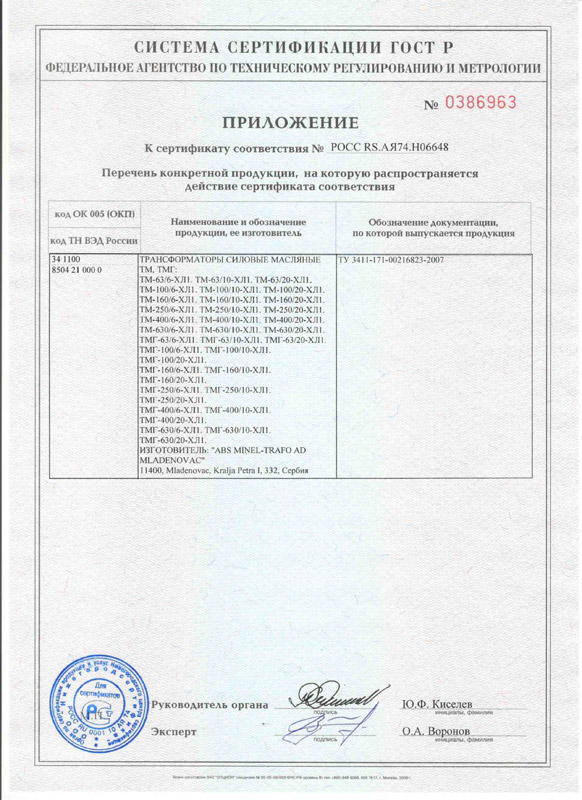 СИСТЕМА СЕРТИФИКАЦИИ ГОСТ Р
ФЕДЕРАЛЬНОЕ АГЕНТСТВО ПО ТЕХНИЧЕСКОМУ РЕГУЛИРОВАНИЮ И МЕТРОЛОГИИ
№ 0386963
ПРИЛОЖЕНИЕ
К сертификату соответствия № РОСС RS.АЯ74.Н06648
Перечень конкретной продукции, на которую распространяется
действие сертификата соответствия
код ОК 005 (ОКП)
код ТН ВЭД России
Наименование и обозначение
продукции, ее изготовитель
Обозначение документации,
по которой выпускается продукция
34 1100
8504 21 000 0
ТРАНСФОРМАТОРЫ СИЛОВЫЕ МАСЛЯНЫЕ
ТМ, ТМГ:
ТМ-63/6-ХЛ1. ТМ-63/10-ХЛ1. ТМ-63/20-ХЛ1.
ТМ-100/6-ХЛ1. ТМ-100/10-ХЛ1. ТМ-100/20-ХЛ1.
ТМ-160/6-ХЛ1. ТМ-160/10-ХЛ1. ТМ-160/20-ХЛ1.
ТМ-250/6-ХЛ1. ТМ-250/10-ХЛ1. ТМ-250/20-ХЛ1.
ТМ-400/6-ХЛ1. ТМ-400/10-ХЛ1. ТМ-400/20-ХЛ1.
ТМ-630/6-ХЛ1. ТМ-630/10-ХЛ1. ТМ-630/20-ХЛ1.
ТМГ-63/6-ХЛ1. ТМГ-63/10-ХЛ1. ТМГ-63/20-ХЛ1.
ТМГ-100/6-ХЛ1. ТМГ-100/10-ХЛ1.
ТМГ-100/20-ХЛ1.
ТМГ-160/6-ХЛ1. ТМГ-160/10-ХЛ1.
ТМГ-160/20-ХЛ1.
ТМГ-250/6-ХЛ1. ТМГ-250/10-ХЛ1.
ТМГ-250/20-ХЛ1.
ТМГ-400/6-ХЛ1. ТМГ-400/10-ХЛ1.
ТМГ-400/20-ХЛ1.
ТМГ-630/6-ХЛ1. ТМГ-630/10-ХЛ1.
ТМГ-630/20-ХЛ1.
ИЗГОТОВИТЕЛЬ: "ABS MINEL-TRAFO AD
MLADENOVAC"
11400, Mladenovac, Kralja Petra I, 332, Сербия
ТУ 3411-171-00216823-2007
Для
сертификатов
РОСС RU 0001 10 АЯ 74
Руководитель органа
подпись
Ю.Ф. Киселев
инициалы, фамилия
Эксперт
подпись
О.А. Воронов
инициалы, фамилия